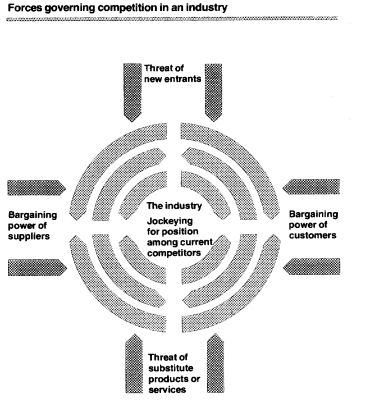 Forces governing competition in an industry
Threat of
new entrants
The industry
Jockeying
for position
among current
competitors
Bargaining
power of
suppliers
Bargaining
power of
customers
Threat of
substitute
products or
services